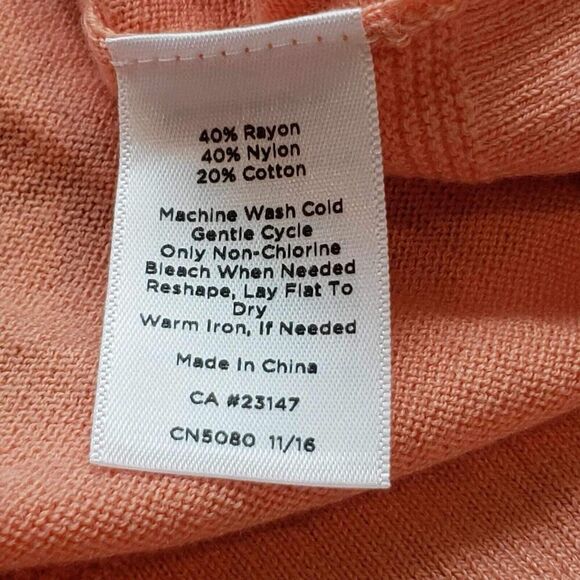 40% Rayon
40% Nylon
20% Cotton
Machine Wash Cold
Gentle Cycle
Only Non-Chlorine
Bleach When Needed
Reshape, Lay Flat To
Dry
Warm Iron, If Needed
Made In China
CA #23147
CN5080 11/16